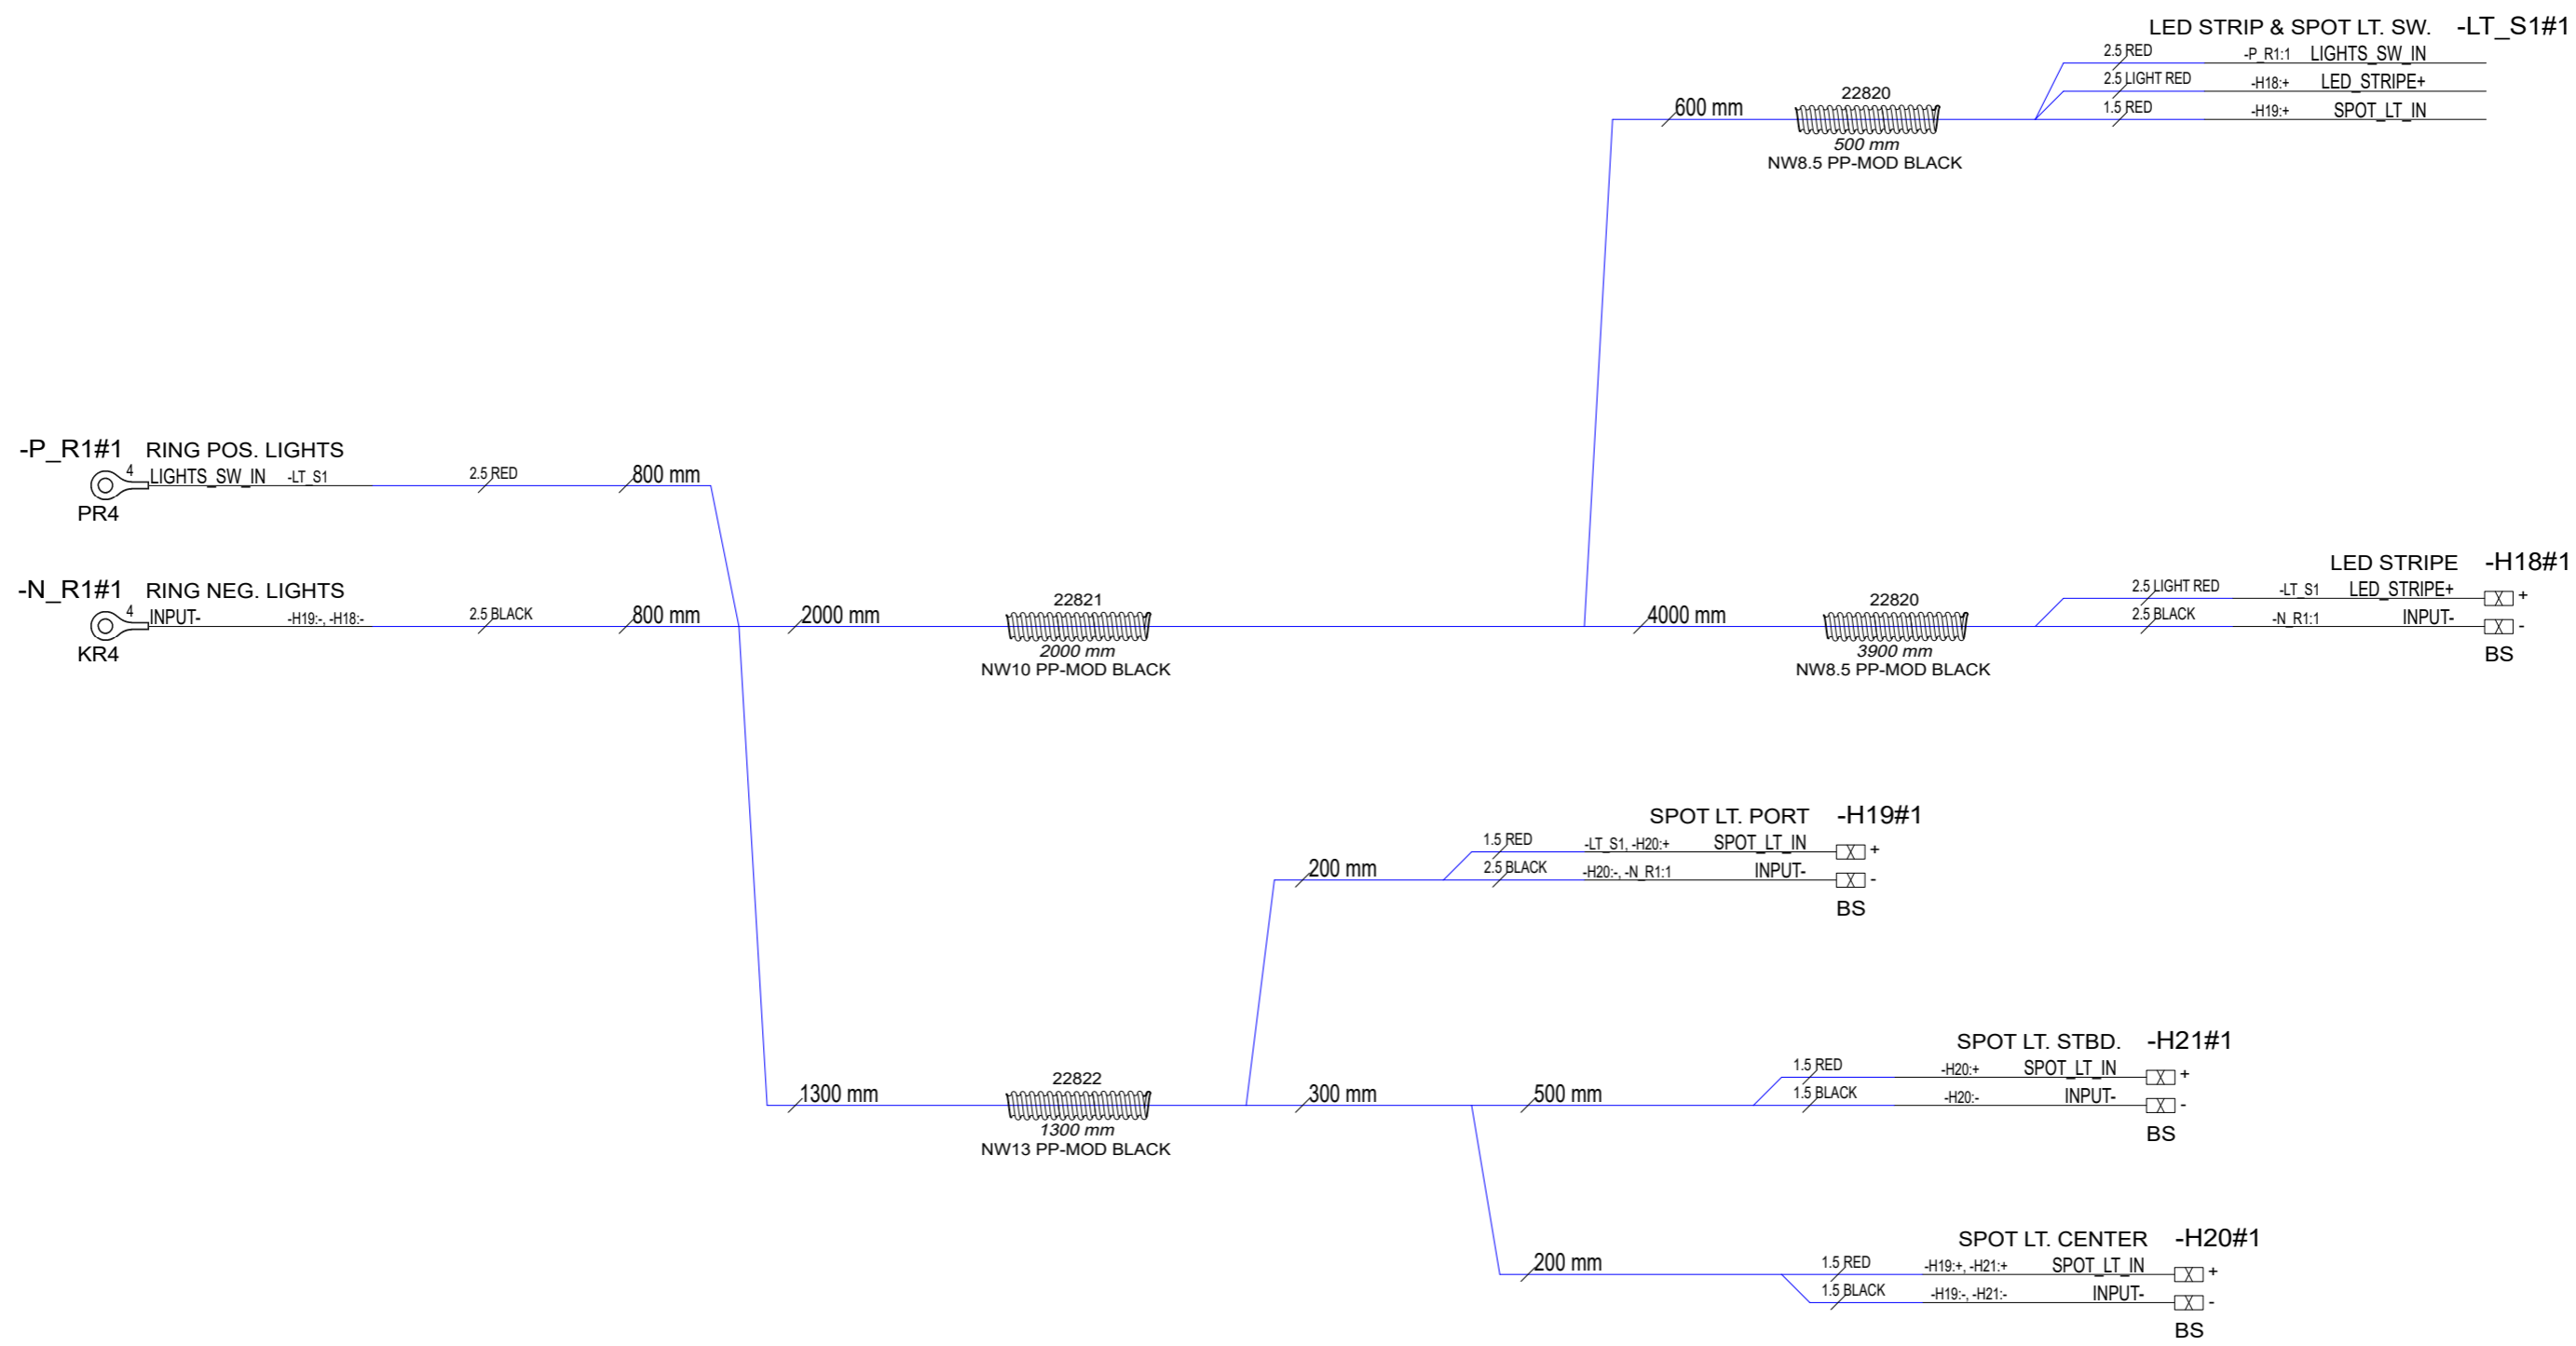 LED STRIP & SPOT LT. SW. -LT_S1#1
2.5 RED -P_R1:1 LIGHTS_SW_IN
2.5 LIGHT RED -H18:+ LED_STRIPE+
1.5 RED -H19:+ SPOT_LT_IN
600 mm
22820
500 mm
NW8.5 PP-MOD BLACK
-P_R1#1 RING POS. LIGHTS
4 LIGHTS_SW_IN -LT_S1 2.5 RED 800 mm
PR4
-N_R1#1 RING NEG. LIGHTS
4 INPUT- -H19:-, -H18:- 2.5 BLACK 800 mm
KR4
2000 mm
22821
2000 mm
NW10 PP-MOD BLACK
4000 mm
22820
3900 mm
NW8.5 PP-MOD BLACK
LED STRIPE -H18#1
2.5 LIGHT RED -LT_S1 LED_STRIPE+ +
2.5 BLACK -N_R1:1 INPUT- -
BS
SPOT LT. PORT -H19#1
1.5 RED -LT_S1, -H20:+ SPOT_LT_IN +
200 mm
2.5 BLACK -H20:-, -N_R1:1 INPUT- -
BS
1300 mm
22822
1300 mm
NW13 PP-MOD BLACK
300 mm
500 mm
SPOT LT. STBD. -H21#1
1.5 RED -H20:+ SPOT_LT_IN +
1.5 BLACK -H20:- INPUT- -
BS
200 mm
SPOT LT. CENTER -H20#1
1.5 RED -H19:+, -H21:+ SPOT_LT_IN +
1.5 BLACK -H19:-, -H21:- INPUT- -
BS